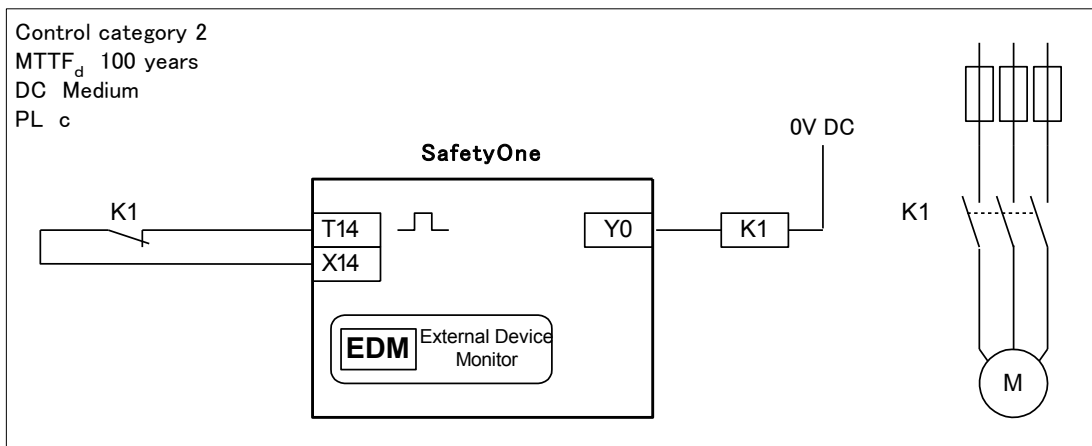 Control category 2
MTTFd 100 years
DC Medium
PL c
0V DC
SafetyOne
K1
T14
X14
Y0
K1
K1
EDM
External Device
Monitor
M